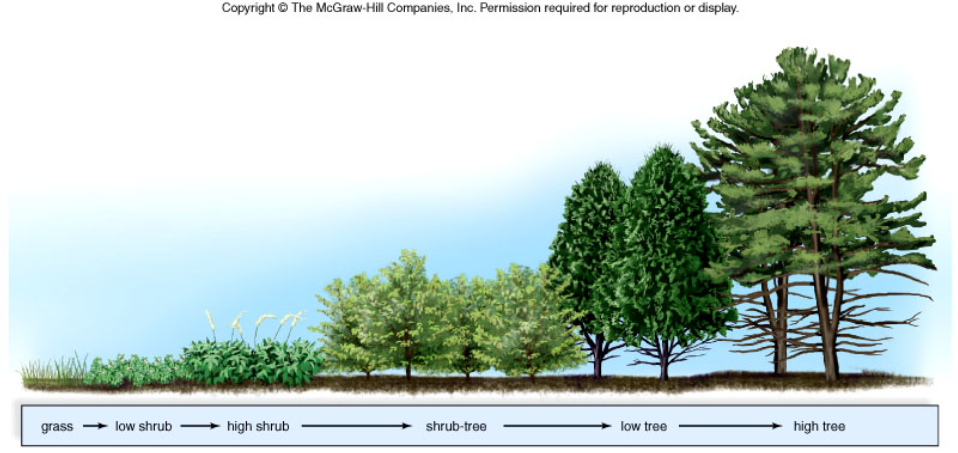 Copyright © The McGraw-Hill Companies, Inc. Permission required for reproduction or display.
grass low shrub high shrub shrub-tree low tree high tree